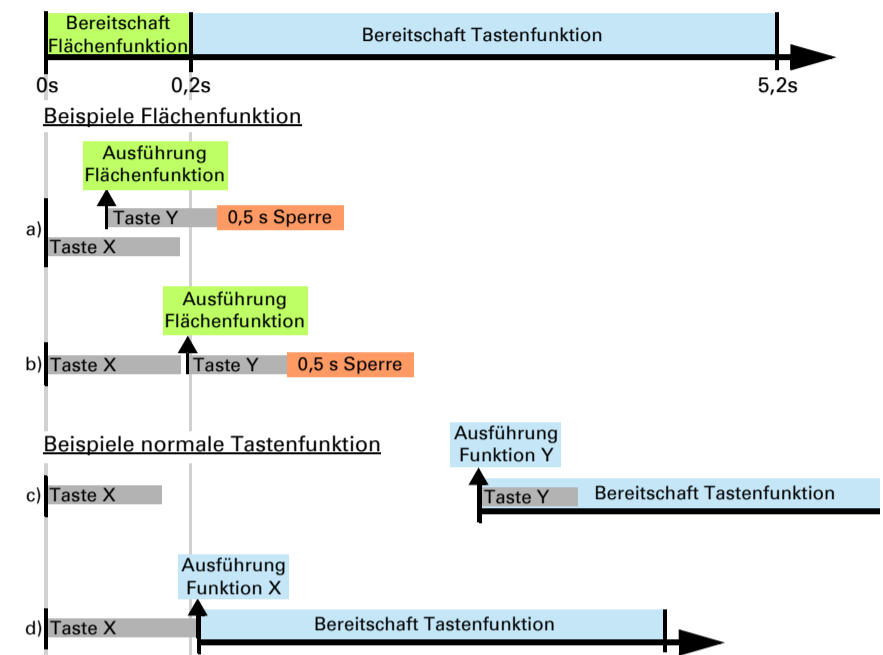 Bereitschaft
Flächenfunktion
Bereitschaft Tastenfunktion
0s
0,2s
5,2s
Beispiele Flächenfunktion
Ausführung
Flächenfunktion
a)
Taste Y
0,5 s Sperre
Taste X
Ausführung
Flächenfunktion
b)
Taste X
Taste Y
0,5 s Sperre
Beispiele normale Tastenfunktion
Ausführung
Funktion Y
c)
Taste X
Taste Y
Bereitschaft Tastenfunktion
Ausführung
Funktion X
d)
Taste X
Bereitschaft Tastenfunktion